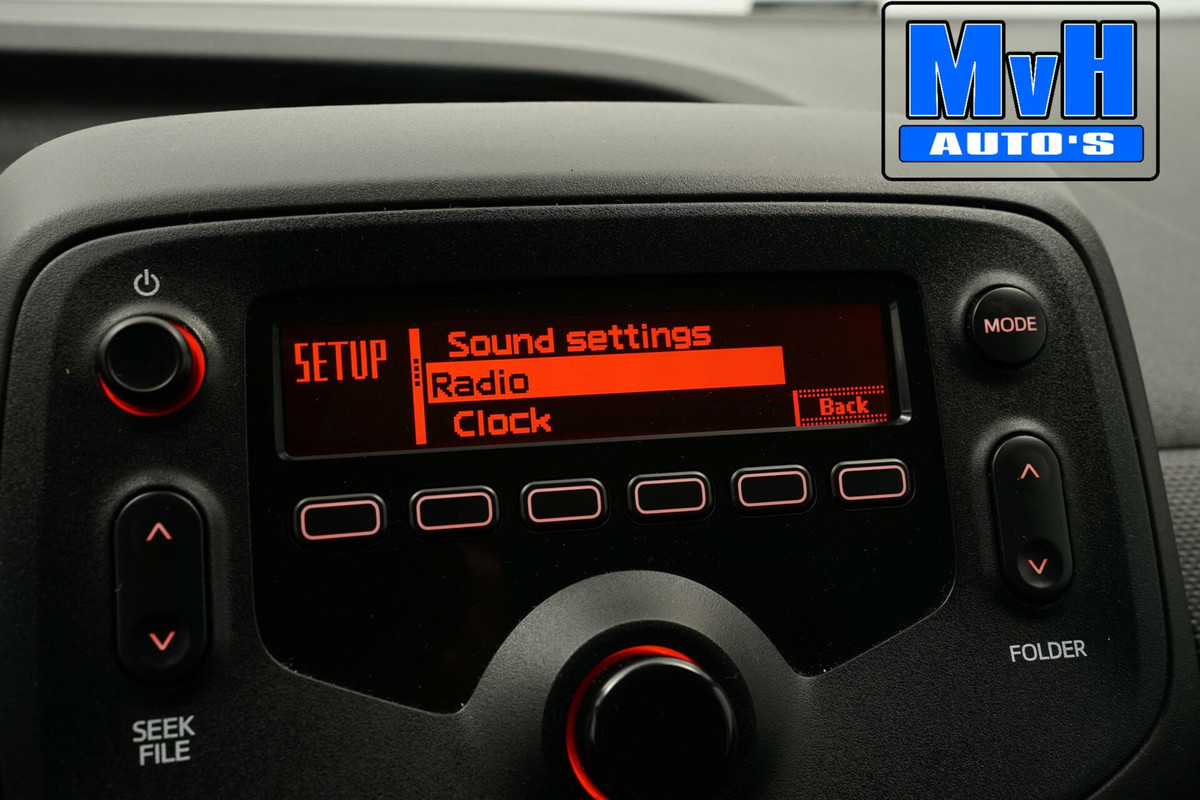 MvH
AUTO'S
SETUP
Sound settings
Radio
Clock
Back
MODE
FOLDER
SEEK
FILE